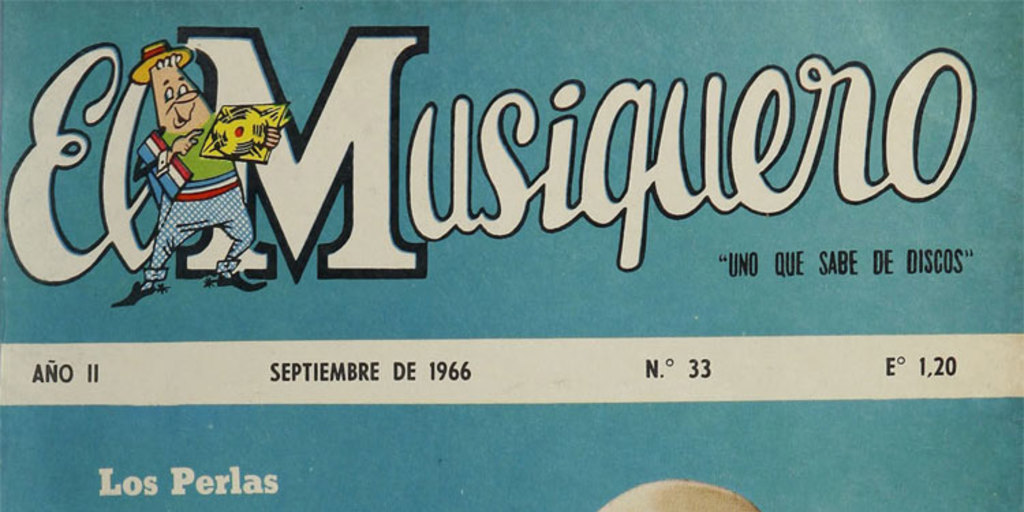 El Musiquero
"UNO QUE SABE DE DISCOS"
AÑO II SEPTIEMBRE DE 1966 N.° 33 E° 1,20
Los Perlas